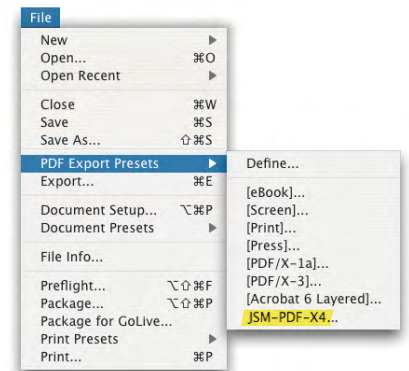 File
New
Open... ⌘O
Open Recent
Close ⌘W
Save ⌘S
Save As... ⇧⌘S
PDF Export Presets
Export... ⌘E
Document Setup... ⌥⌘P
Document Presets
File Info...
Preflight... ⌥⇧⌘F
Package... ⌥⇧⌘P
Package for GoLive...
Print Presets
Print... ⌘P
Define...
[eBook]...
[Screen]...
[Print]...
[Press]...
[PDF/X-1a]...
[PDF/X-3]...
[Acrobat 6 Layered]...
JSM-PDF-X4...